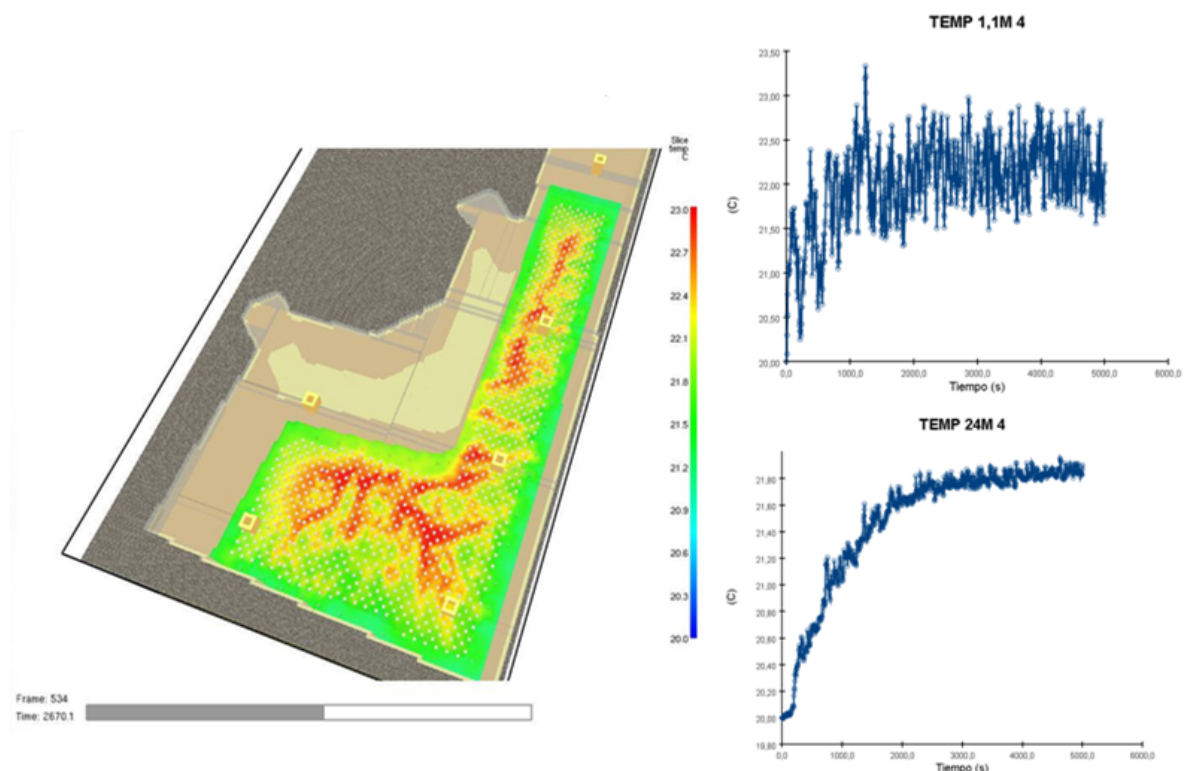 Slice
temp
C
23.0
22.7
22.4
22.1
21.8
21.5
21.2
20.9
20.6
20.3
20.0
Frame: 534
Time: 2670.1
TEMP 1,1M 4
23,50
23,00
22,50
22,00
21,50
21,00
20,50
20,00
(C)
0,0 1000,0 2000,0 3000,0 4000,0 5000,0 6000,0
Tiempo (s)
TEMP 24M 4
21,80
21,60
21,40
21,20
21,00
20,80
20,60
20,40
20,20
20,00
19,80
(C)
0,0 1000,0 2000,0 3000,0 4000,0 5000,0 6000,0
Tiempo (s)